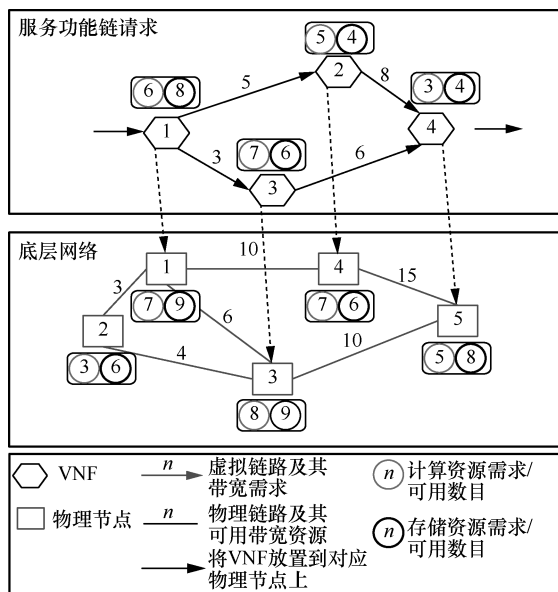 服务功能链请求
5 4
2
6 8
5
8
3 4
1
4
7 6
3
6
3
底层网络
10
1
4
15
3
7 9
6
7 6
5
2
4
10
5 8
3 6
3
8 9
VNF
n
虚拟链路及其
带宽需求
n
计算资源需求/
可用数目
物理节点
n
物理链路及其
可用带宽资源
n
存储资源需求/
可用数目
将VNF放置到对应
物理节点上